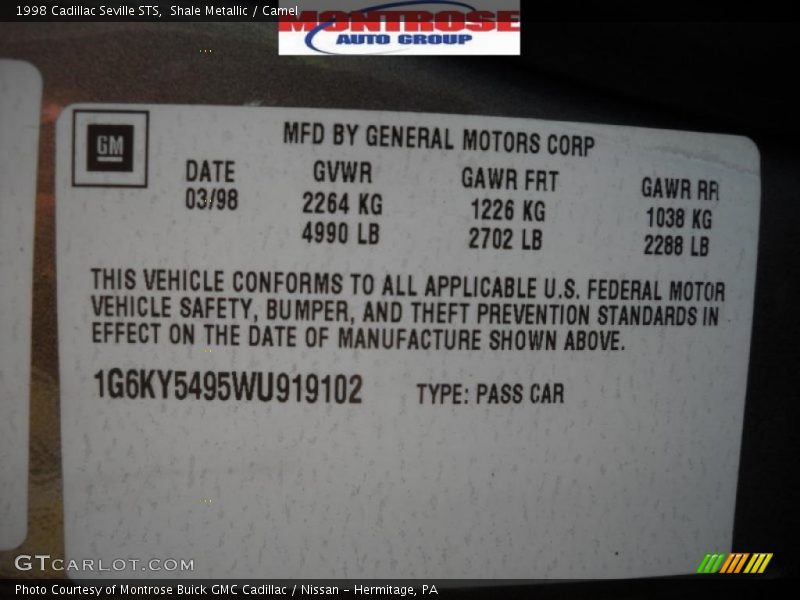 1998 Cadillac Seville STS, Shale Metallic / Camel
MONTROSE
AUTO GROUP
GM
MFD BY GENERAL MOTORS CORP
DATE GVWR GAWR FRT GAWR RR
03/98 2264 KG 1226 KG 1038 KG
4990 LB 2702 LB 2288 LB
THIS VEHICLE CONFORMS TO ALL APPLICABLE U.S. FEDERAL MOTOR
VEHICLE SAFETY, BUMPER, AND THEFT PREVENTION STANDARDS IN
EFFECT ON THE DATE OF MANUFACTURE SHOWN ABOVE.
1G6KY5495WU919102 TYPE: PASS CAR
GTCARLOT.COM
Photo Courtesy of Montrose Buick GMC Cadillac / Nissan - Hermitage, PA